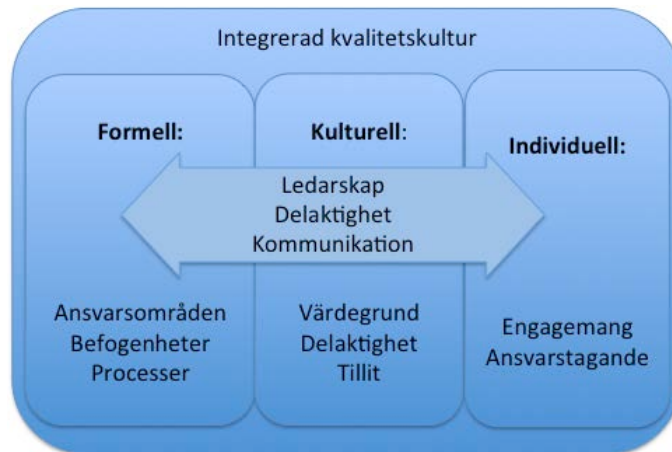 Integrerad kvalitetskultur
Formell:
Kulturell:
Individuell:
Ledarskap
Delaktighet
Kommunikation
Ansvarsområden
Befogenheter
Processer
Värdegrund
Delaktighet
Tillit
Engagemang
Ansvarstagande